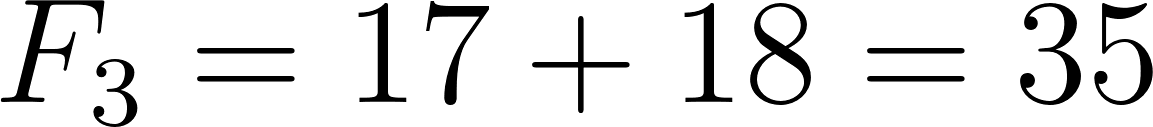 F₃ = 17 + 18 = 35